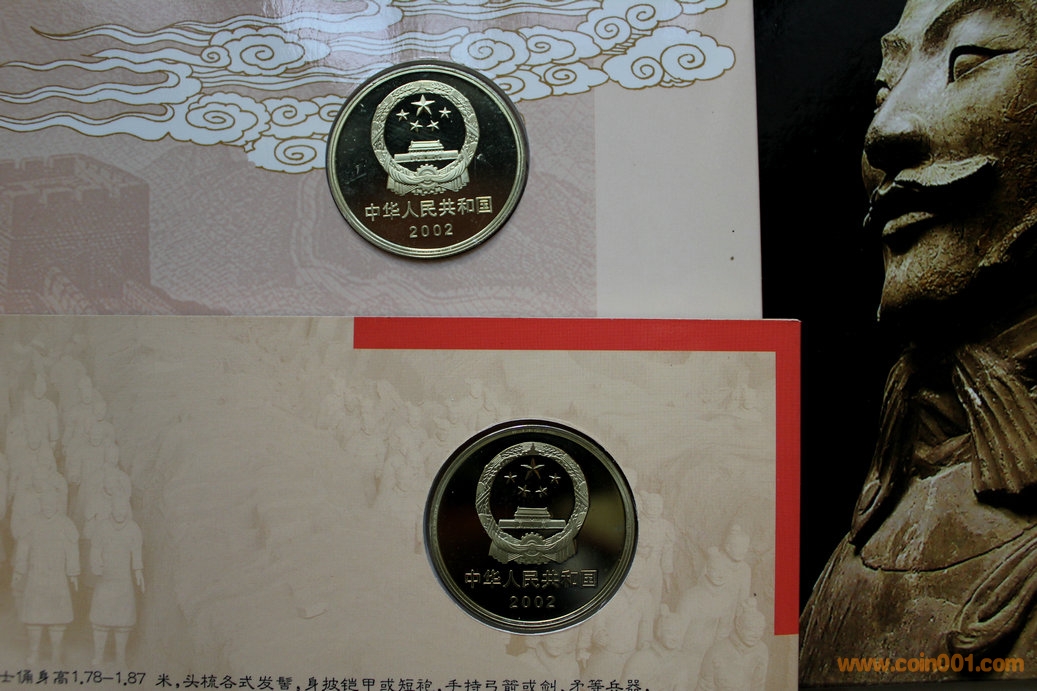 中华人民共和国
2002
中华人民共和国
2002
士俑身高1.78-1.87 米,头梳各式发髻,身披铠甲或短袍,手持弓箭或剑、矛等兵器,
www.coin001.com